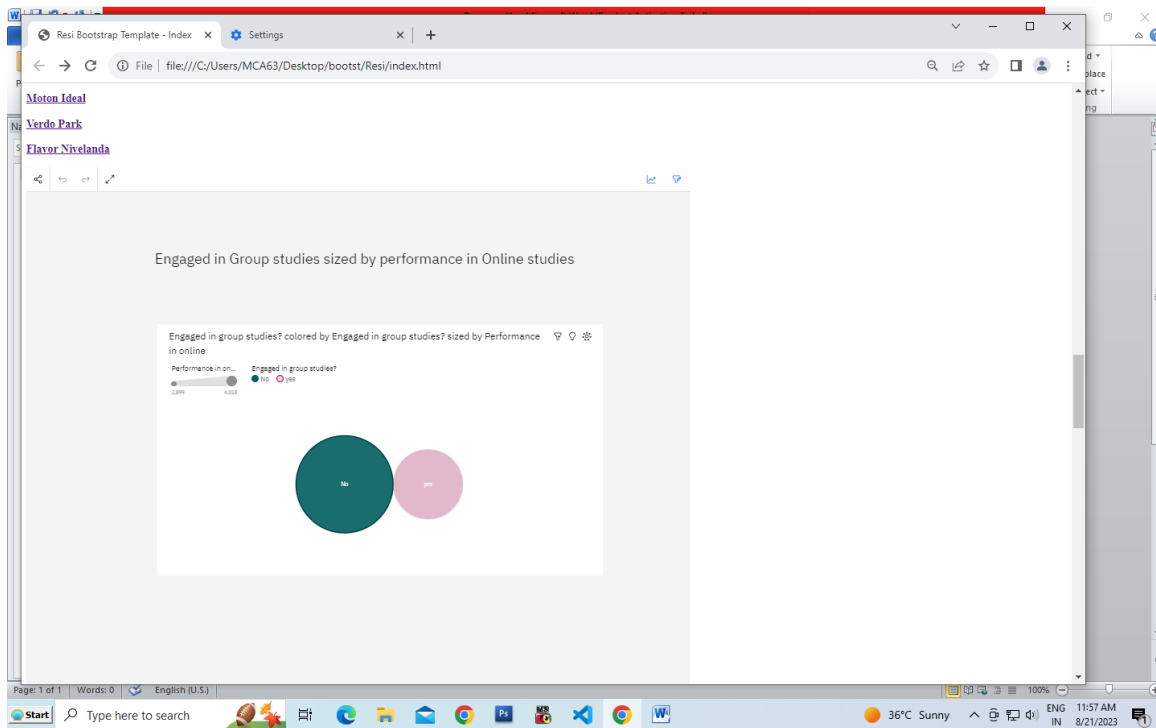 Resi Bootstrap Template - Index
Settings
File
file:///C:/Users/MCA63/Desktop/bootst/Resi/index.html
Moton Ideal
Verdo Park
Flavor Nivelanda
Engaged in Group studies sized by performance in Online studies
Engaged in group studies? colored by Engaged in group studies? sized by Performance
in online
Performance in on...
Engaged in group studies?
No
yes
2,899
4,018
No
yes
Page: 1 of 1
Words: 0
English (U.S.)
100%
Start
Type here to search
36°C Sunny
ENG
IN
11:57 AM
8/21/2023